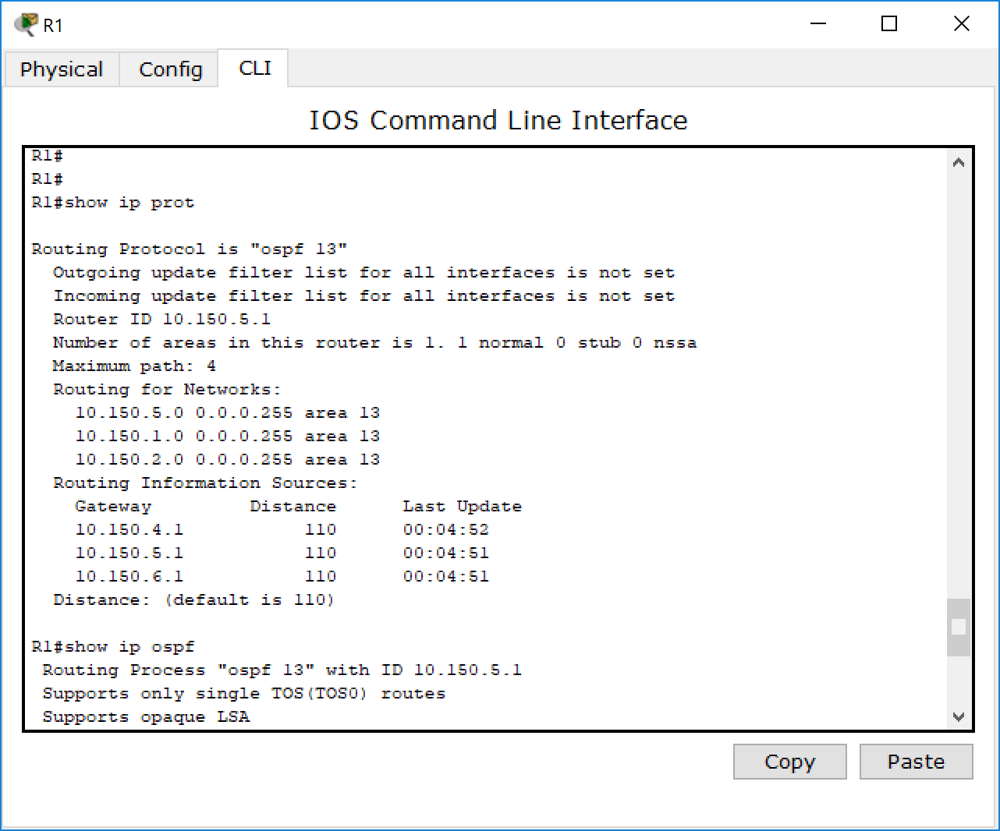 R1
Physical Config CLI
IOS Command Line Interface
R1#
R1#
R1#show ip prot
Routing Protocol is "ospf 13"
Outgoing update filter list for all interfaces is not set
Incoming update filter list for all interfaces is not set
Router ID 10.150.5.1
Number of areas in this router is 1. 1 normal 0 stub 0 nssa
Maximum path: 4
Routing for Networks:
10.150.5.0 0.0.0.255 area 13
10.150.1.0 0.0.0.255 area 13
10.150.2.0 0.0.0.255 area 13
Routing Information Sources:
Gateway Distance Last Update
10.150.4.1 110 00:04:52
10.150.5.1 110 00:04:51
10.150.6.1 110 00:04:51
Distance: (default is 110)
R1#show ip ospf
Routing Process "ospf 13" with ID 10.150.5.1
Supports only single TOS(TOS0) routes
Supports opaque LSA
Copy Paste